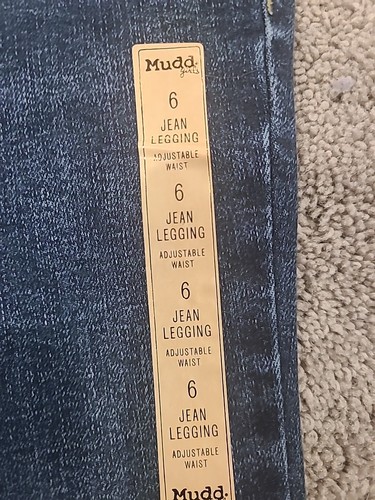 Mudd.
girls
6
JEAN
LEGGING
ADJUSTABLE
WAIST
6
JEAN
LEGGING
ADJUSTABLE
WAIST
6
JEAN
LEGGING
ADJUSTABLE
WAIST
6
JEAN
LEGGING
ADJUSTABLE
WAIST
Mudd.